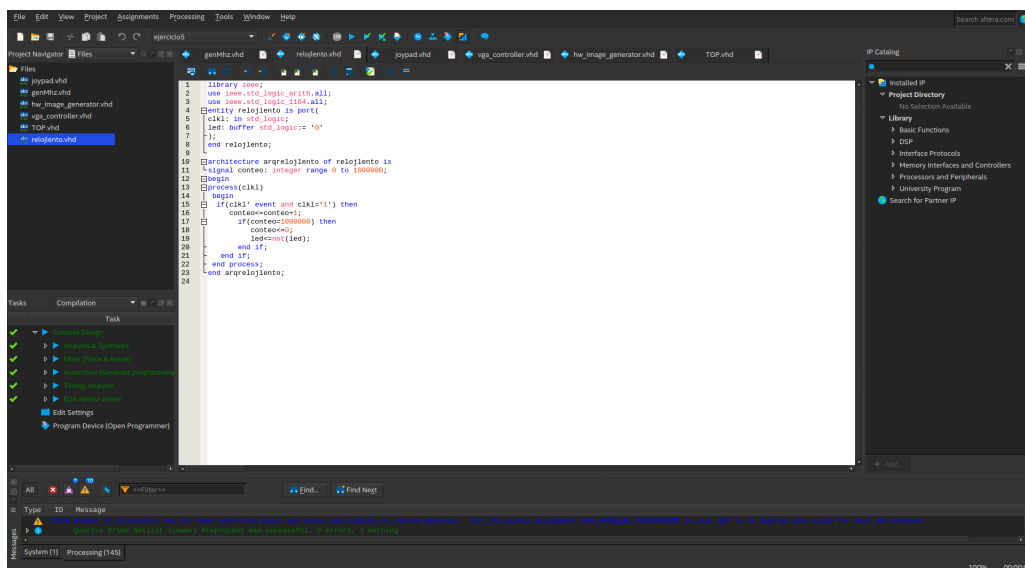 File Edit View Project Assignments Processing Tools Window Help
Search altera.com
ejercicio5
Project Navigator Files
genMhz.vhd relojlento.vhd joypad.vhd vga_controller.vhd hw_image_generator.vhd TOP.vhd
IP Catalog
Files
joypad.vhd
genMhz.vhd
hw_image_generator.vhd
vga_controller.vhd
TOP.vhd
relojlento.vhd
1 library ieee;
2 use ieee.std_logic_arith.all;
3 use ieee.std_logic_1164.all;
4 entity relojlento is port(
5 clkl: in std_logic;
6 led: buffer std_logic:= '0'
7 );
8 end relojlento;
9
10 architecture arqrelojlento of relojlento is
11 signal conteo: integer range 0 to 1000000;
12 begin
13 process(clkl)
14 begin
15 if(clkl' event and clkl='1') then
16 conteo<=conteo+1;
17 if(conteo=1000000) then
18 conteo<=0;
19 led<=not(led);
20 end if;
21 end if;
22 end process;
23 end arqrelojlento;
24
Installed IP
Project Directory
No Selection Available
Library
Basic Functions
DSP
Interface Protocols
Memory Interfaces and Controllers
Processors and Peripherals
University Program
Search for Partner IP
+ Add...
Tasks Compilation
Task
Compile Design
Analysis & Synthesis
Fitter (Place & Route)
Assembler (Generate programming
Timing Analysis
EDA Netlist Writer
Edit Settings
Program Device (Open Programmer)
All <<Filter>> Find... Find Next
Type ID Message
Quartus Prime Netlist Viewers Preprocess was successful. 0 errors, 1 warning
Messages
System (1) Processing (145)
100% 00:00: